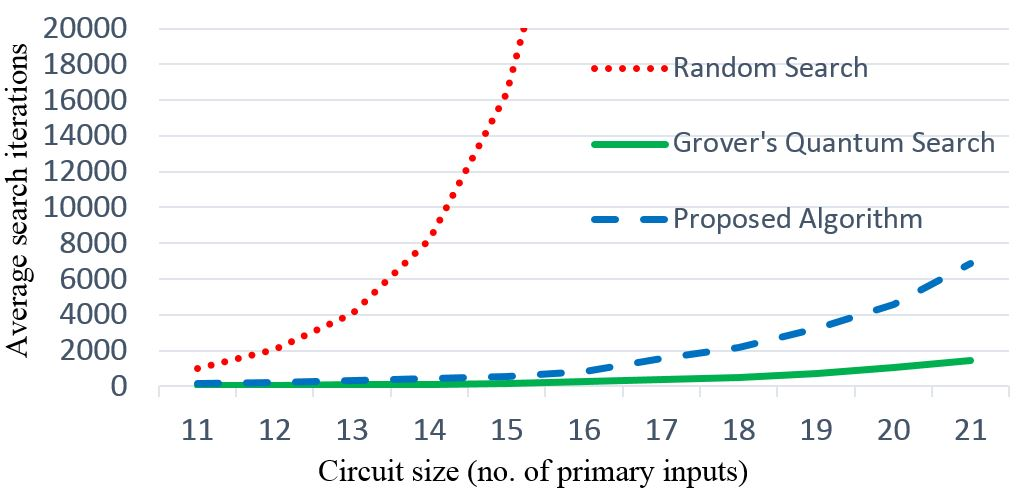 Average search iterations
20000
18000
16000
14000
12000
10000
8000
6000
4000
2000
0
Random Search
Grover's Quantum Search
Proposed Algorithm
11 12 13 14 15 16 17 18 19 20 21
Circuit size (no. of primary inputs)